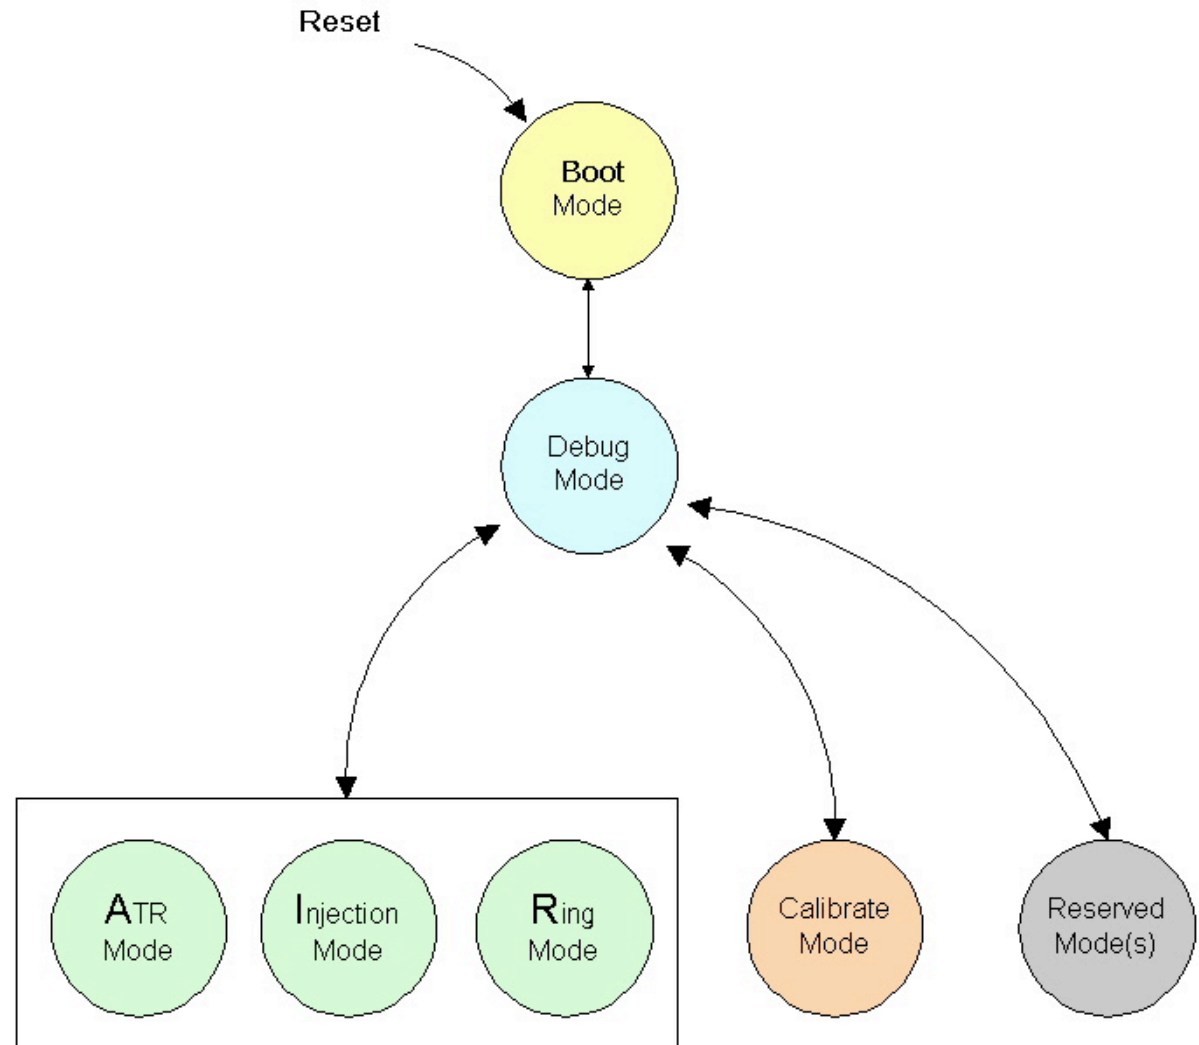 Reset
Boot
Mode
Debug
Mode
ATR
Mode
Injection
Mode
Ring
Mode
Calibrate
Mode
Reserved
Mode(s)